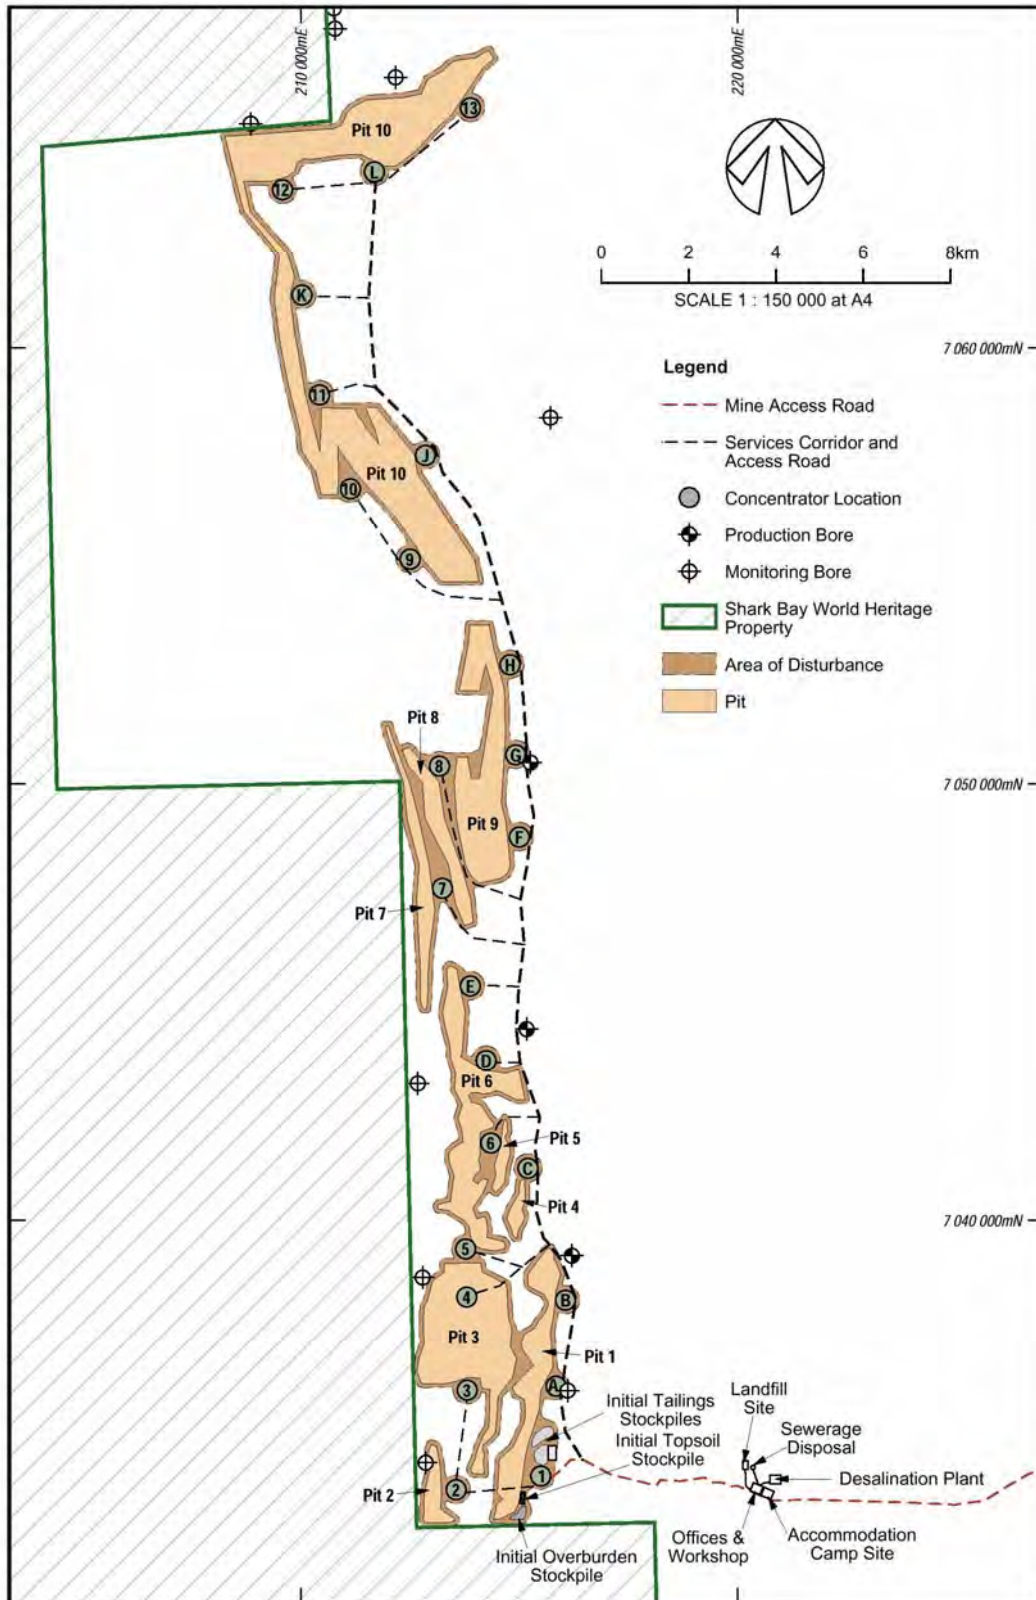 210 000mE
220 000mE
13
Pit 10
L
12
0 2 4 6 8km
SCALE 1 : 150 000 at A4
K
7 060 000mN
Legend
Mine Access Road
Services Corridor and
Access Road
Concentrator Location
Production Bore
Monitoring Bore
Shark Bay World Heritage
Property
Area of Disturbance
Pit
11
J
Pit 10
10
9
H
Pit 8
G
8
7 050 000mN
Pit 9
F
7
Pit 7
E
D
Pit 6
6
Pit 5
C
Pit 4
7 040 000mN
5
4
B
Pit 3
Pit 1
3
A
Initial Tailings
Stockpiles
Initial Topsoil
Stockpile
Landfill
Site
Sewerage
Disposal
1
Desalination Plant
Pit 2
2
Initial Overburden
Stockpile
Offices &
Workshop
Accommodation
Camp Site